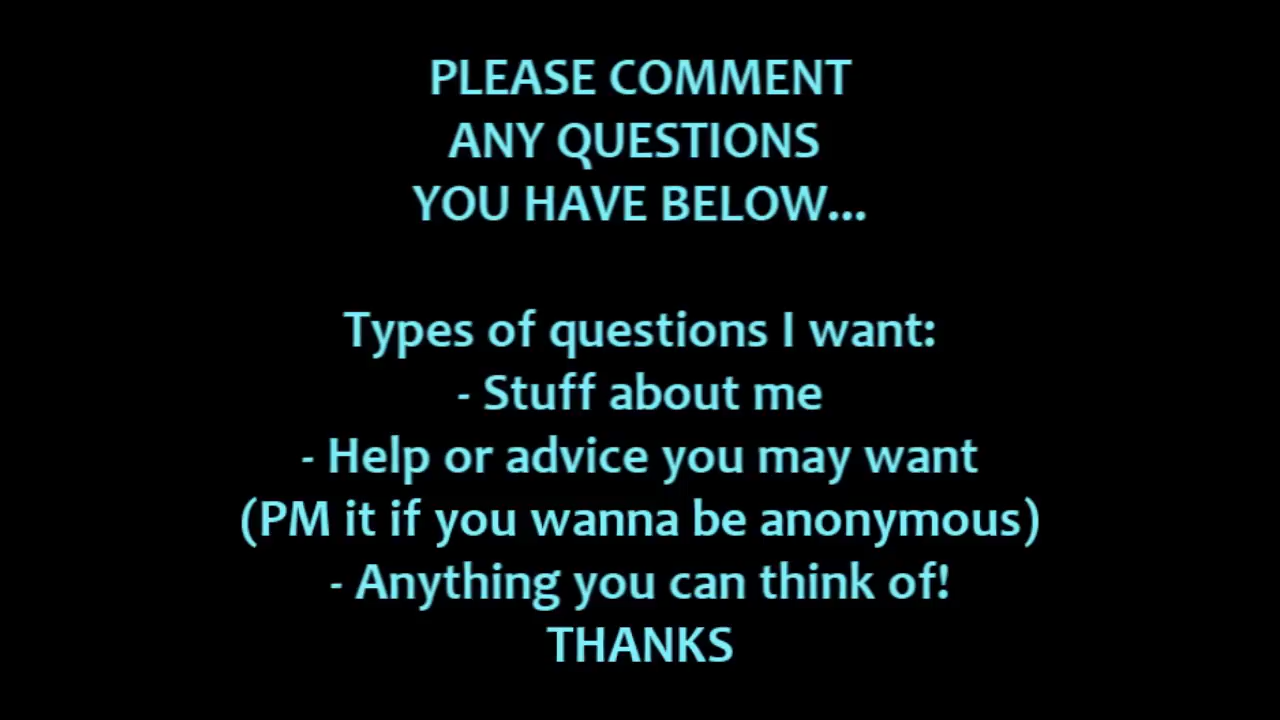 PLEASE COMMENT
ANY QUESTIONS
YOU HAVE BELOW...
Types of questions I want:
- Stuff about me
- Help or advice you may want
(PM it if you wanna be anonymous)
- Anything you can think of!
THANKS